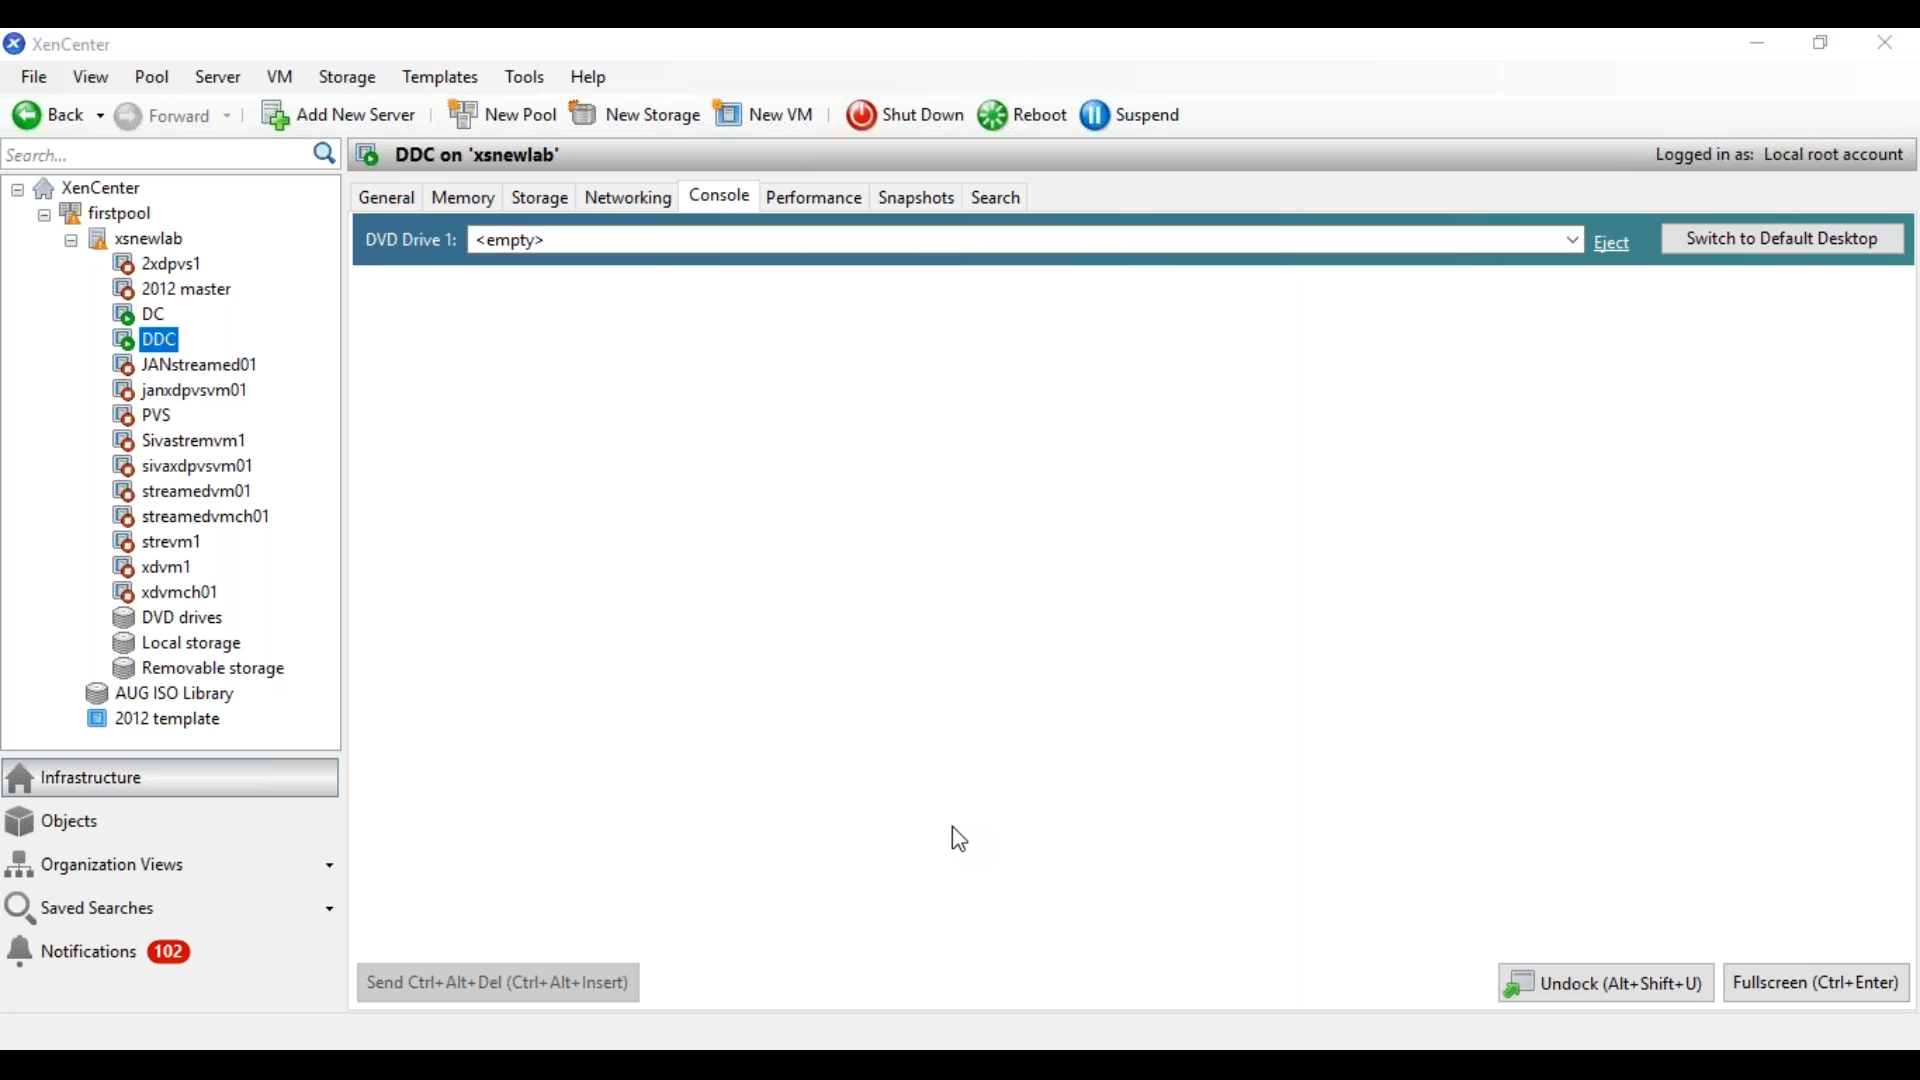 XenCenter
File View Pool Server VM Storage Templates Tools Help
Back Forward Add New Server New Pool New Storage New VM Shut Down Reboot Suspend
Search...
DDC on 'xsnewlab'
Logged in as: Local root account
XenCenter
firstpool
xsnewlab
2xdpvs1
2012 master
DC
DDC
JANstreamed01
janxdpvsvm01
PVS
Sivastremvm1
sivaxdpvsvm01
streamedvm01
streamedvmch01
strevm1
xdvm1
xdvmch01
DVD drives
Local storage
Removable storage
AUG ISO Library
2012 template
Infrastructure
Objects
Organization Views
Saved Searches
Notifications 102
General Memory Storage Networking Console Performance Snapshots Search
DVD Drive 1: <empty> Eject Switch to Default Desktop
Send Ctrl+Alt+Del (Ctrl+Alt+Insert)
Undock (Alt+Shift+U)
Fullscreen (Ctrl+Enter)